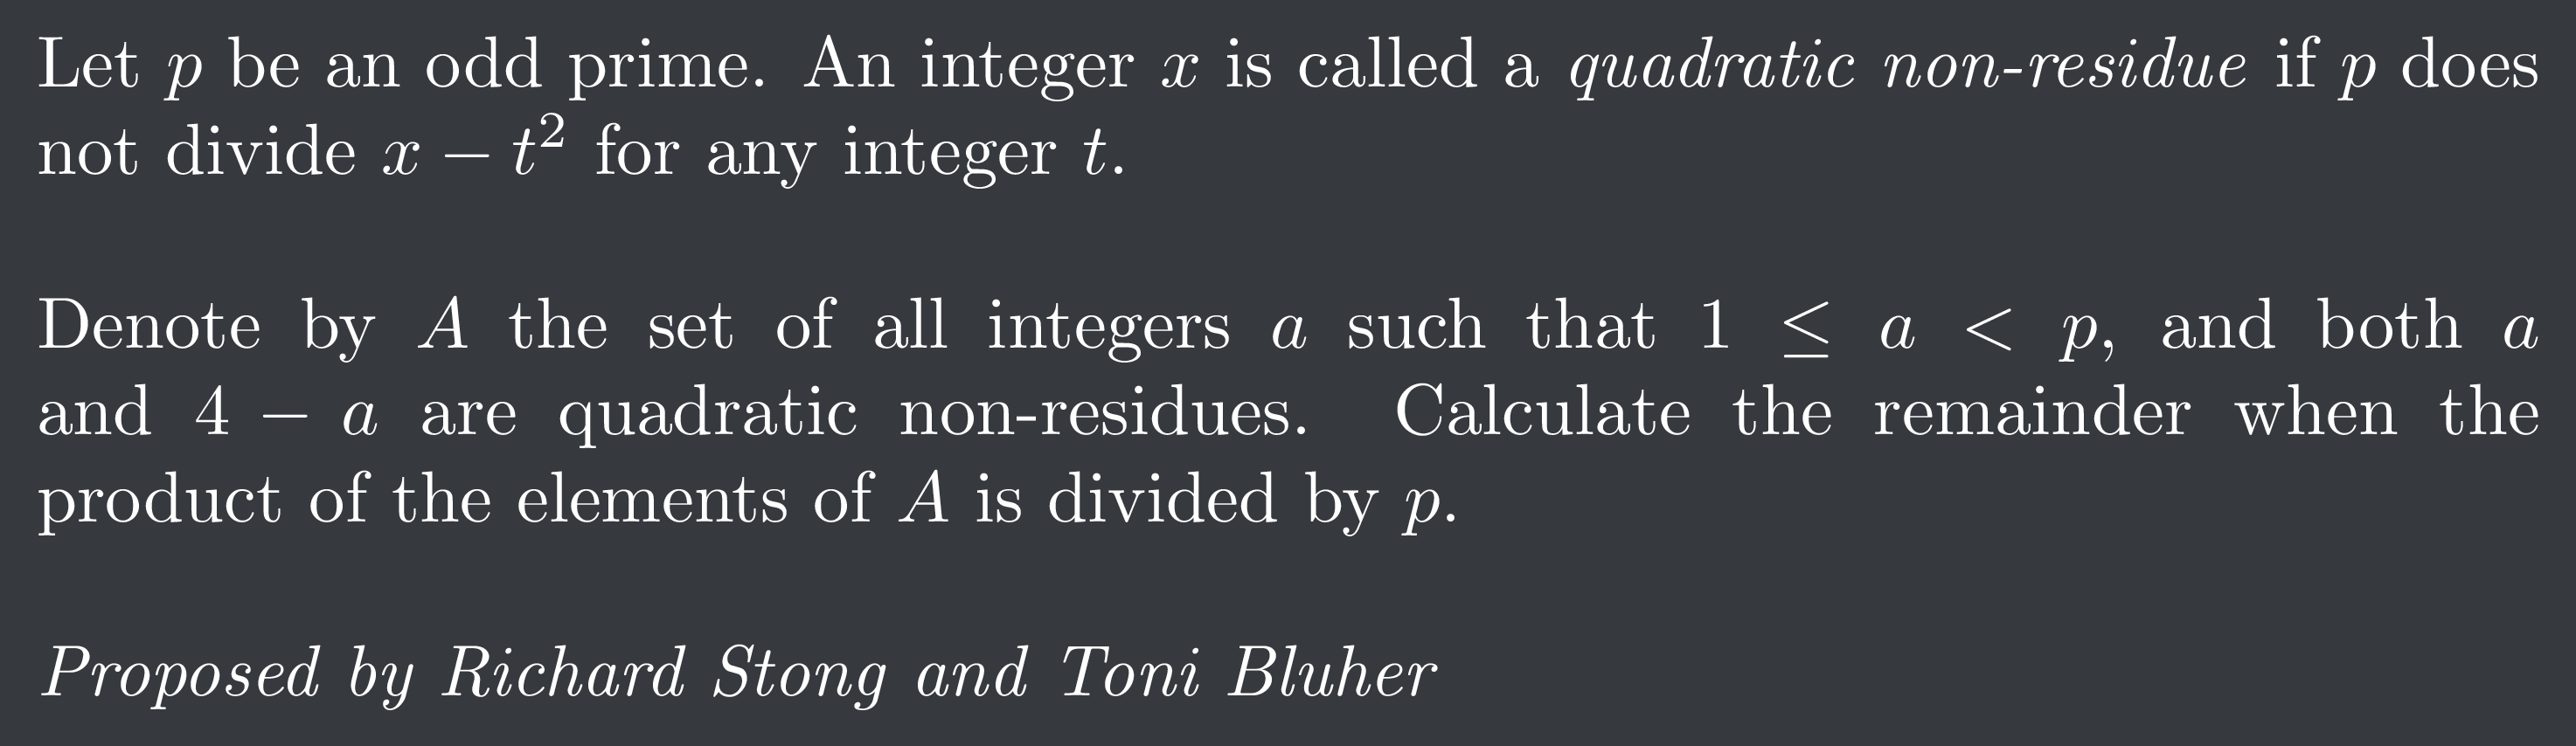 Let p be an odd prime. An integer x is called a quadratic non-residue if p does
not divide x − t² for any integer t.
Denote by A the set of all integers a such that 1 ≤ a < p, and both a
and 4 − a are quadratic non-residues. Calculate the remainder when the
product of the elements of A is divided by p.
Proposed by Richard Stong and Toni Bluher